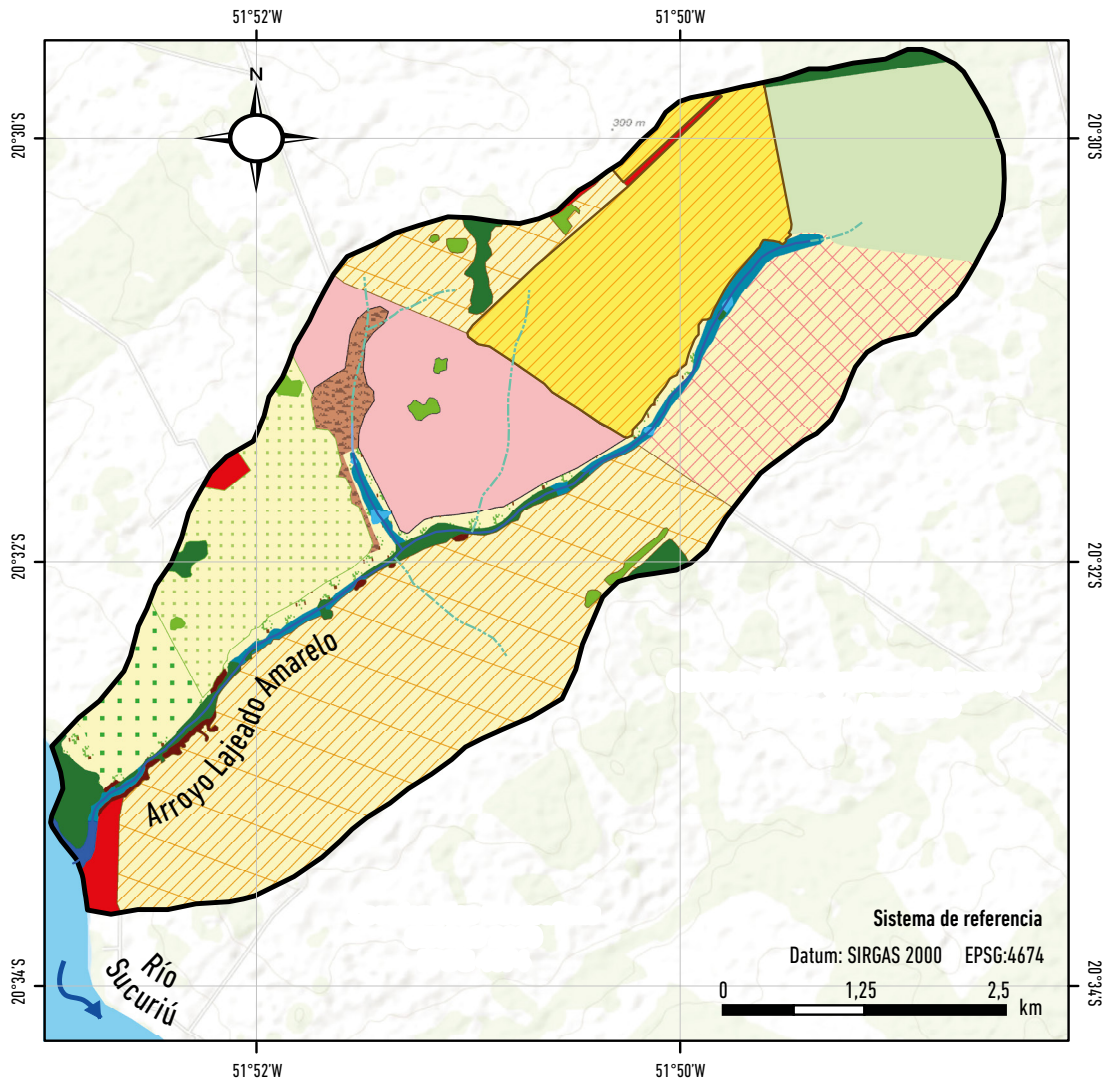 51°52'W
51°50'W
N
300 m
20°30'S
20°30'S
20°32'S
20°32'S
Arroyo Lajeado Amarelo
Río
Sucuriú
Sistema de referencia
Datum: SIRGAS 2000 EPSG:4674
0 1,25 2,5
km
20°34'S
20°34'S
51°52'W
51°50'W